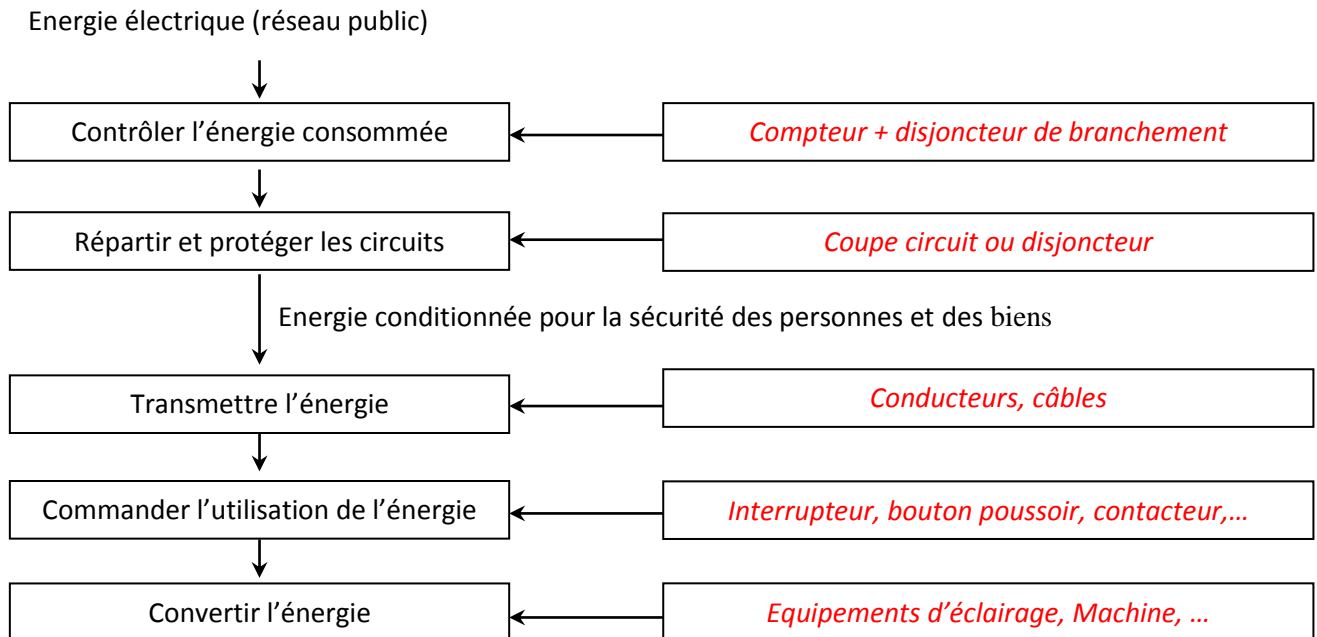 Energie électrique (réseau public)
Contrôler l’énergie consommée
Compteur + disjoncteur de branchement
Répartir et protéger les circuits
Coupe circuit ou disjoncteur
Energie conditionnée pour la sécurité des personnes et des biens
Transmettre l’énergie
Conducteurs, câbles
Commander l’utilisation de l’énergie
Interrupteur, bouton poussoir, contacteur,…
Convertir l’énergie
Equipements d’éclairage, Machine, …